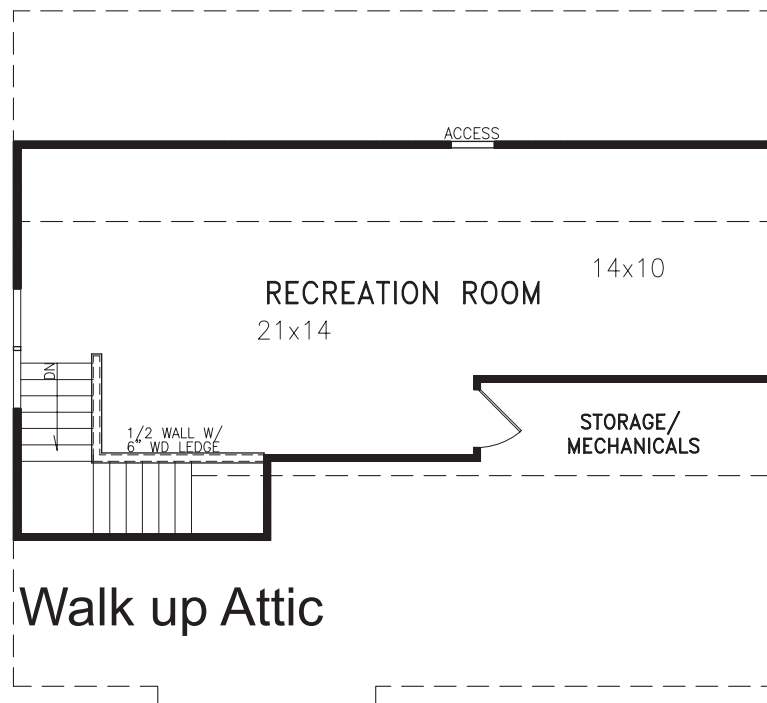 ACCESS
14x10
RECREATION ROOM
21x14
DN
1/2 WALL W/
6" WD LEDGE
STORAGE/
MECHANICALS
Walk up Attic